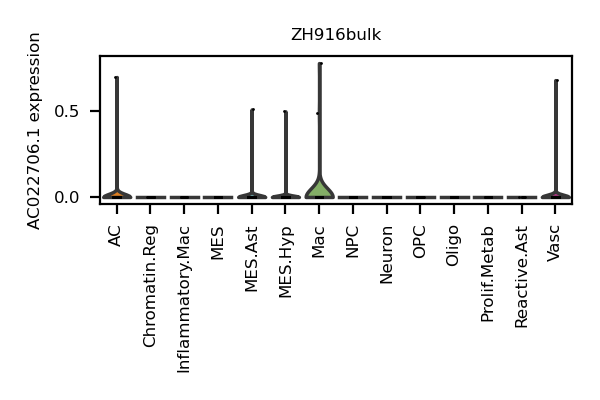 ZH916bulk
AC022706.1 expression
0.5
0.0
AC
Chromatin.Reg
Inflammatory.Mac
MES
MES.Ast
MES.Hyp
Mac
NPC
Neuron
OPC
Oligo
Prolif.Metab
Reactive.Ast
Vasc